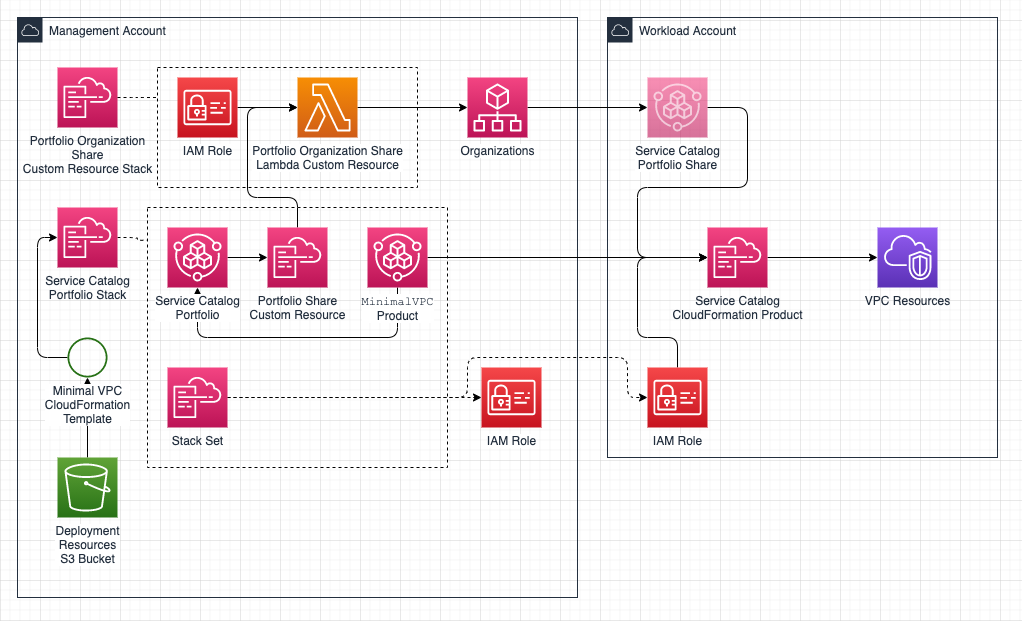 Management Account
Workload Account
Portfolio Organization
Share
Custom Resource Stack
IAM Role
Portfolio Organization Share
Lambda Custom Resource
Organizations
Service Catalog
Portfolio Share
Service Catalog
Portfolio Stack
Service Catalog
Portfolio
Portfolio Share
Custom Resource
MinimalVPC
Product
Service Catalog
CloudFormation Product
VPC Resources
Minimal VPC
CloudFormation
Template
Stack Set
IAM Role
IAM Role
Deployment
Resources
S3 Bucket